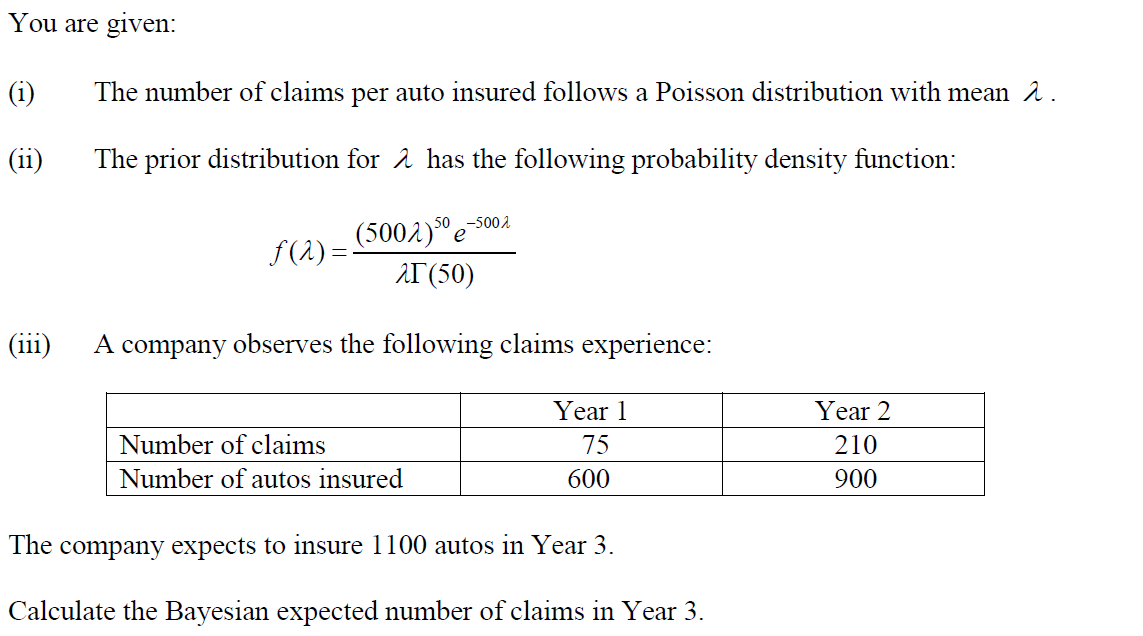 You are given:
(i) The number of claims per auto insured follows a Poisson distribution with mean λ .
(ii) The prior distribution for λ has the following probability density function:
f(λ) = (500λ)^50 e^−500λ / λΓ(50)
(iii) A company observes the following claims experience:
Year 1 Year 2
Number of claims 75 210
Number of autos insured 600 900
The company expects to insure 1100 autos in Year 3.
Calculate the Bayesian expected number of claims in Year 3.